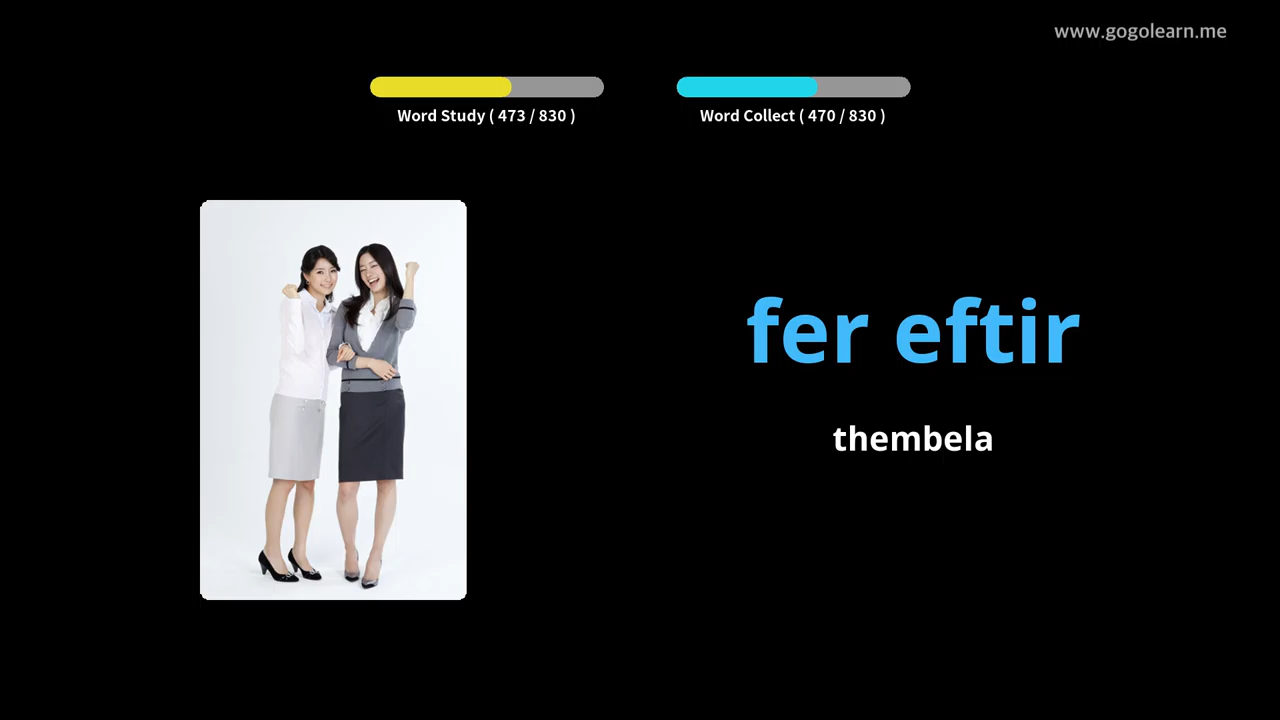 www.gogolearn.me
Word Study ( 473 / 830 )
Word Collect ( 470 / 830 )
fer eftir
thembela